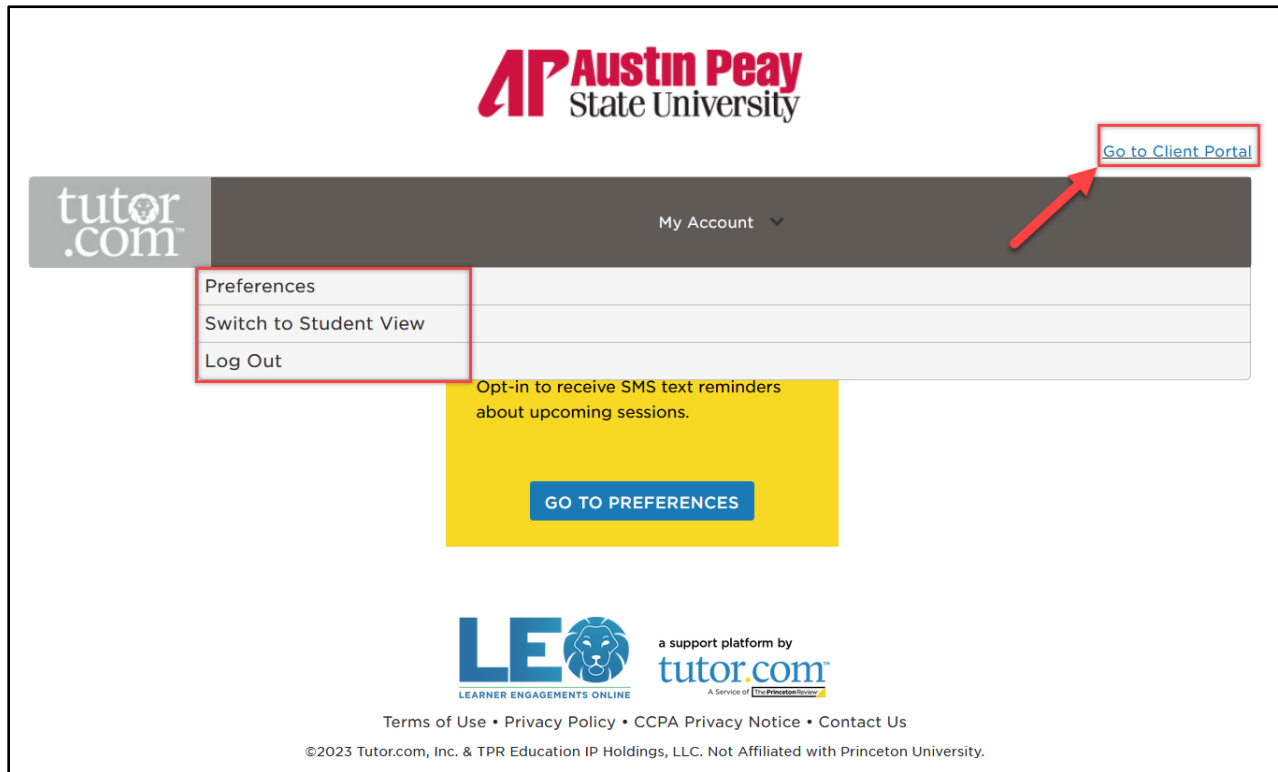 AP Austin Peay
State University
Go to Client Portal
tutor
.com™
My Account
Preferences
Switch to Student View
Log Out
Opt-in to receive SMS text reminders
about upcoming sessions.
GO TO PREFERENCES
LEO
LEARNER ENGAGEMENTS ONLINE
a support platform by
tutor.com™
A Service of The Princeton Review
Terms of Use • Privacy Policy • CCPA Privacy Notice • Contact Us
©2023 Tutor.com, Inc. & TPR Education IP Holdings, LLC. Not Affiliated with Princeton University.